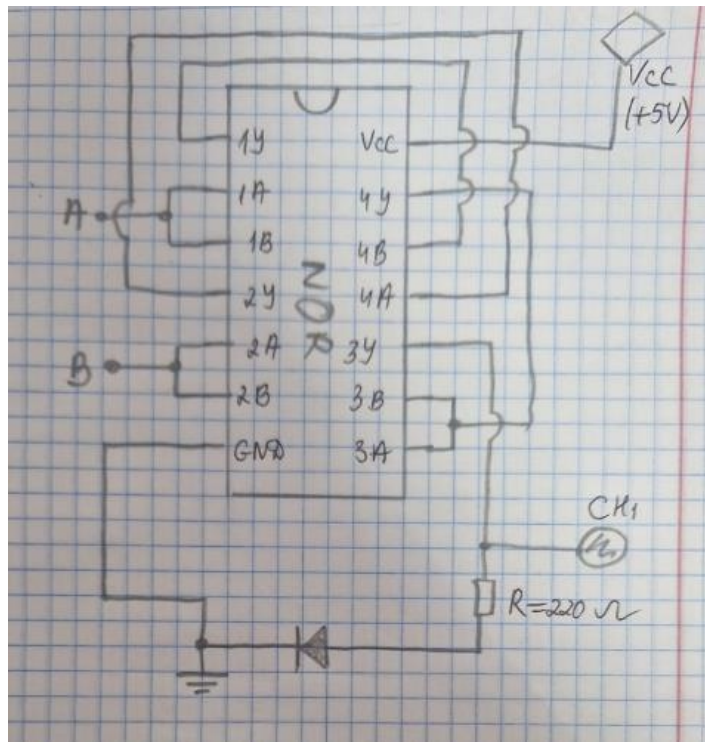 Vcc
(+5V)
1Y
Vcc
1A
4Y
A
1B
4B
2Y
4A
NOR
2A
3Y
B
2B
3B
GND
3A
CH1
R=220 Ω